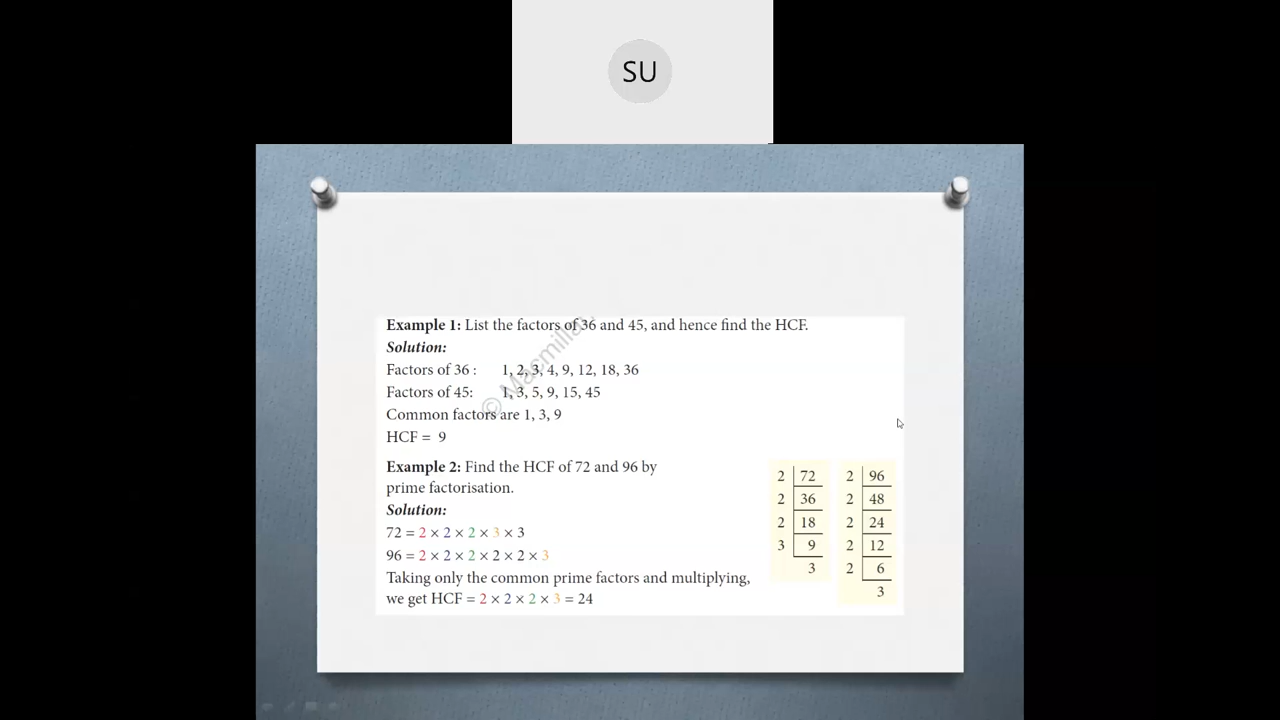 SU
Example 1: List the factors of 36 and 45, and hence find the HCF.
Solution:
Factors of 36 : 1, 2, 3, 4, 9, 12, 18, 36
Factors of 45: 1, 3, 5, 9, 15, 45
Common factors are 1, 3, 9
HCF = 9
© Macmillan
Example 2: Find the HCF of 72 and 96 by
prime factorisation.
Solution:
72 = 2 × 2 × 2 × 3 × 3
96 = 2 × 2 × 2 × 2 × 2 × 3
Taking only the common prime factors and multiplying,
we get HCF = 2 × 2 × 2 × 3 = 24
2 72
2 36
2 18
3 9
3
2 96
2 48
2 24
2 12
2 6
3